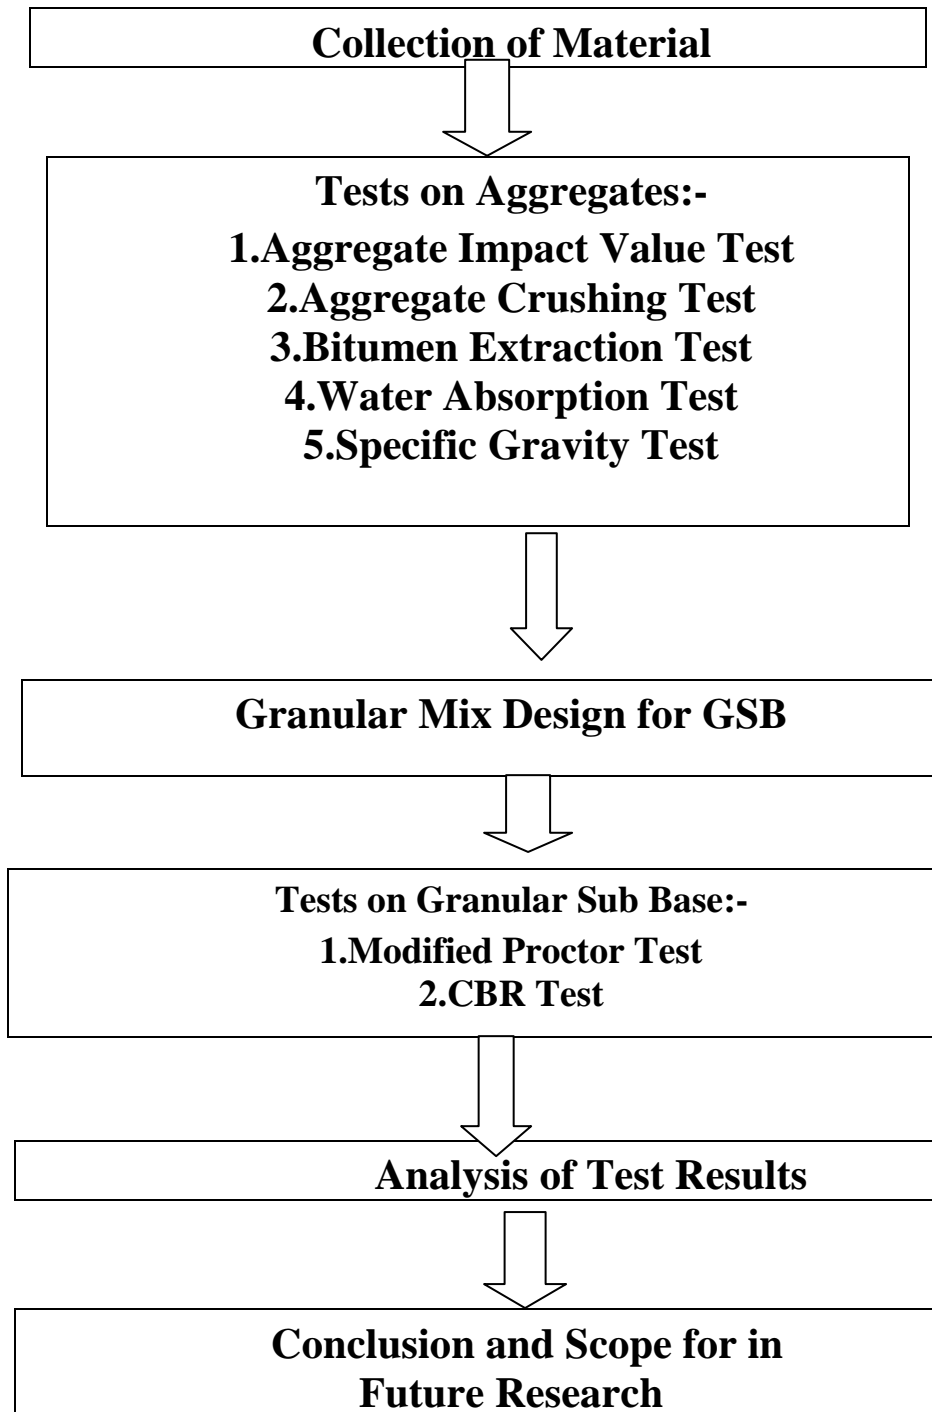 Collection of Material
Tests on Aggregates:-
1.Aggregate Impact Value Test
2.Aggregate Crushing Test
3.Bitumen Extraction Test
4.Water Absorption Test
5.Specific Gravity Test
Granular Mix Design for GSB
Tests on Granular Sub Base:-
1.Modified Proctor Test
2.CBR Test
Analysis of Test Results
Conclusion and Scope for in
Future Research